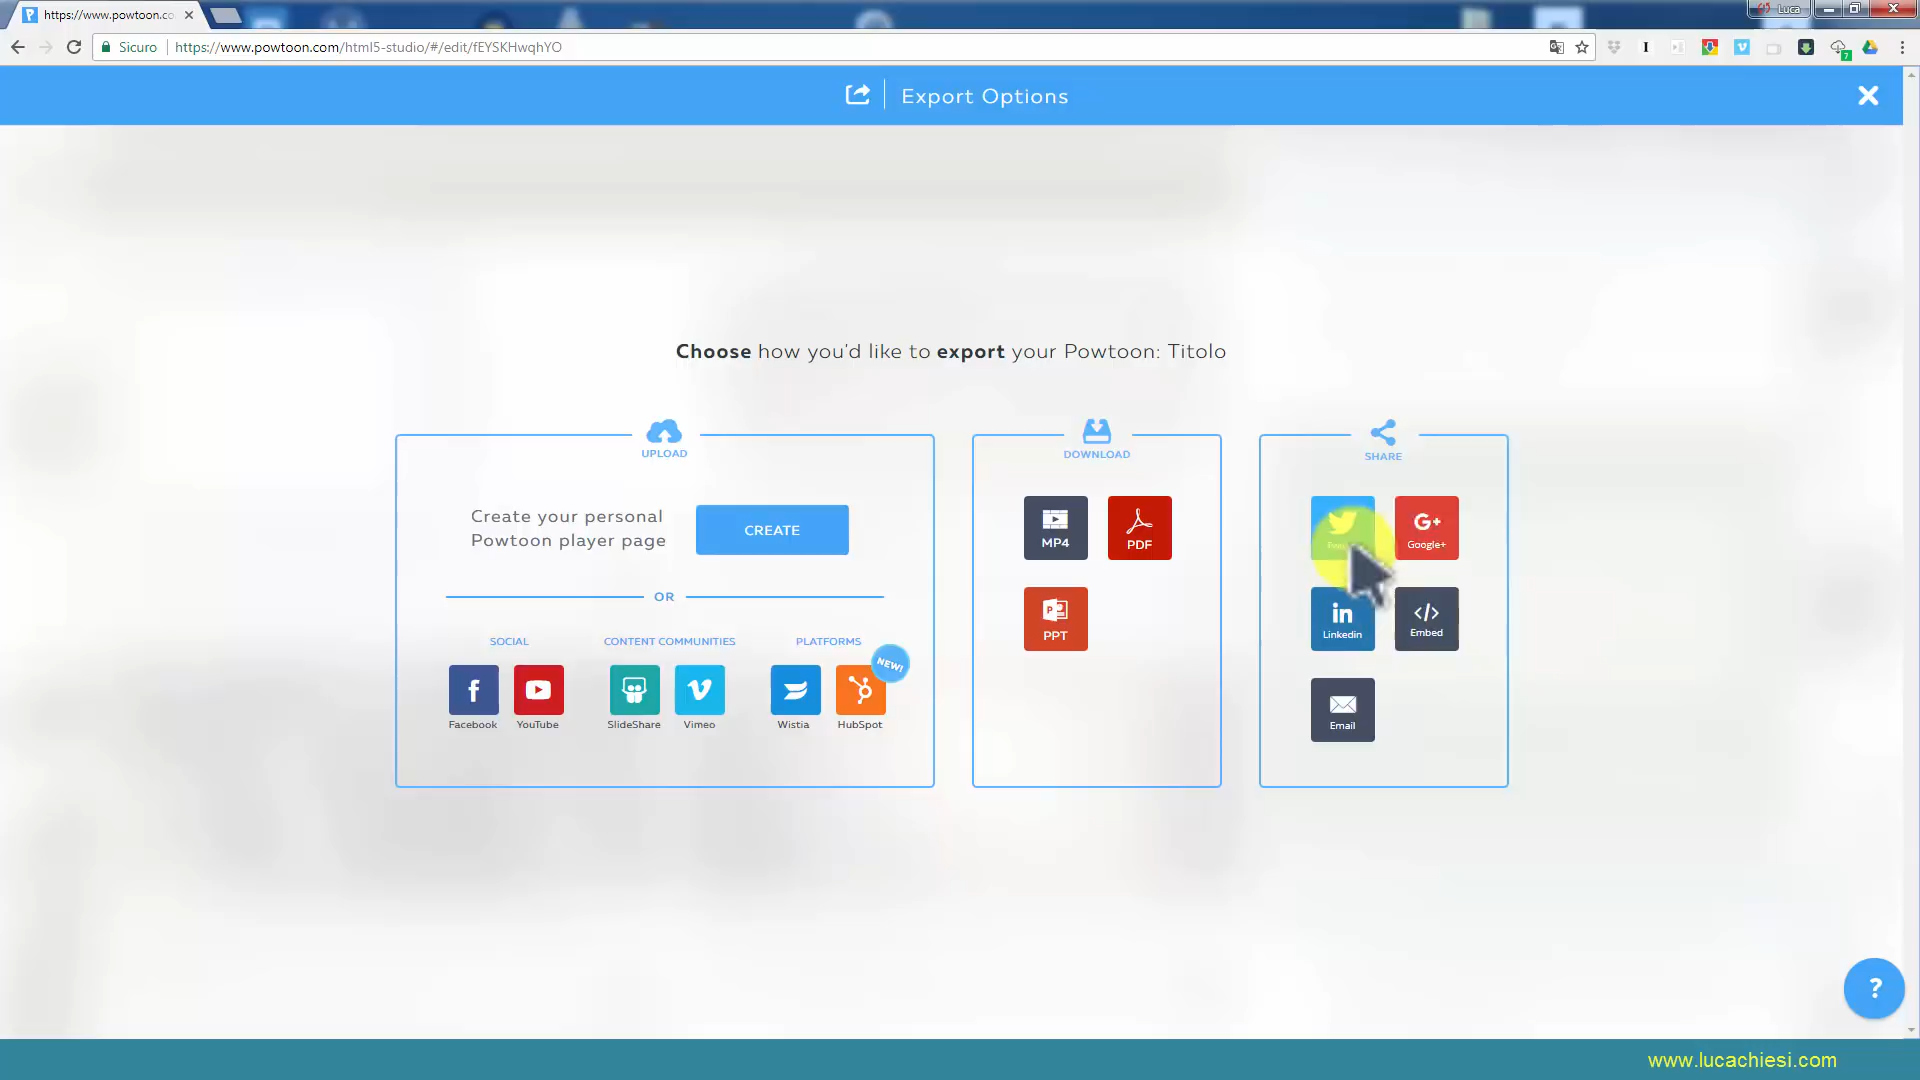 https://www.powtoon.co
Luca
Sicuro
https://www.powtoon.com/html5-studio/#/edit/fEYSKHwqhYO
7
Export Options
Choose how you'd like to export your Powtoon: Titolo
UPLOAD
Create your personal
Powtoon player page
CREATE
OR
SOCIAL
CONTENT COMMUNITIES
PLATFORMS
NEW!
Facebook
YouTube
SlideShare
Vimeo
Wistia
HubSpot
DOWNLOAD
MP4
PDF
PPT
SHARE
G+
Google+
in
Linkedin
</>
Embed
Email
?
www.lucachiesi.com